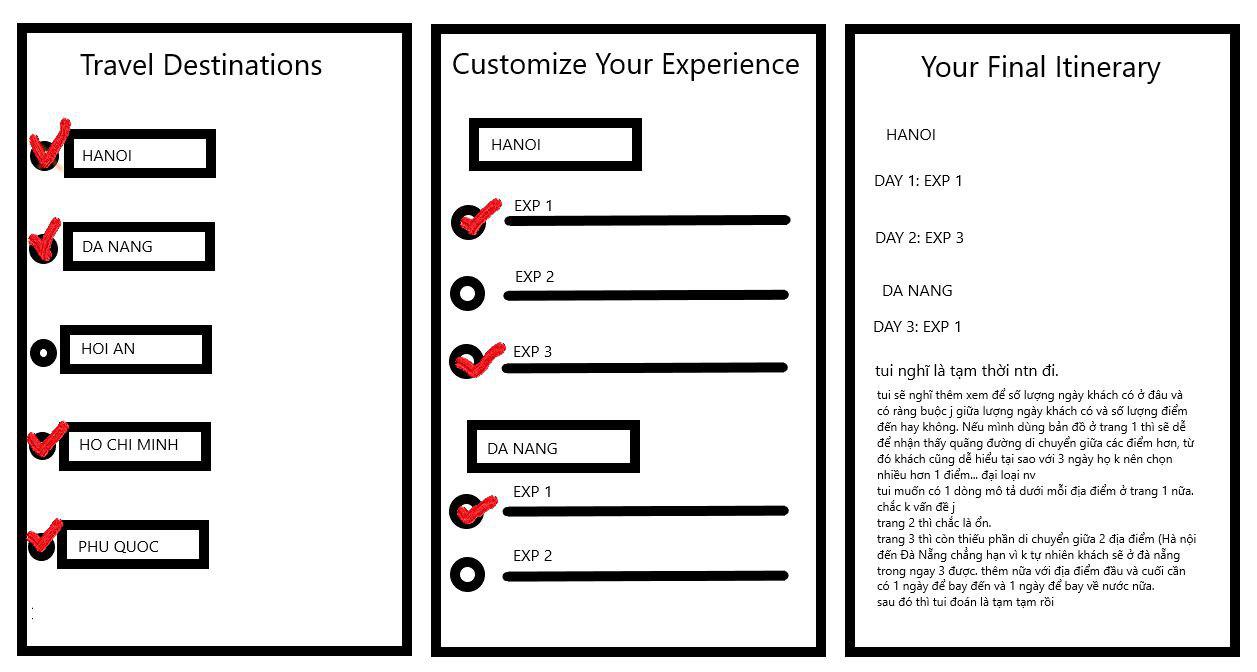 Travel Destinations
HANOI
DA NANG
HOI AN
HO CHI MINH
PHU QUOC
Customize Your Experience
HANOI
EXP 1
EXP 2
EXP 3
DA NANG
EXP 1
EXP 2
Your Final Itinerary
HANOI
DAY 1: EXP 1
DAY 2: EXP 3
DA NANG
DAY 3: EXP 1
tui nghĩ là tạm thời ntn đi.
tui sẽ nghĩ thêm xem để số lượng ngày khách có ở đâu và
có ràng buộc j giữa lượng ngày khách có và số lượng điểm
đến hay không. Nếu mình dùng bản đồ ở trang 1 thì sẽ dễ
để nhận thấy quãng đường di chuyển giữa các điểm hơn, từ
đó khách cũng dễ hiểu tại sao với 3 ngày họ k nên chọn
nhiều hơn 1 điểm... đại loại nv
tui muốn có 1 dòng mô tả dưới mỗi địa điểm ở trang 1 nữa.
chắc k vấn đề j
trang 2 thì chắc là ổn.
trang 3 thì còn thiếu phần di chuyển giữa 2 địa điểm (Hà nội
đến Đà Nẵng chẳng hạn vì k tự nhiên khách sẽ ở đà nẵng
trong ngay 3 được. thêm nữa với địa điểm đầu và cuối cần
có 1 ngày để bay đến và 1 ngày để bay về nước nữa.
sau đó thì tui đoán là tạm tạm rồi